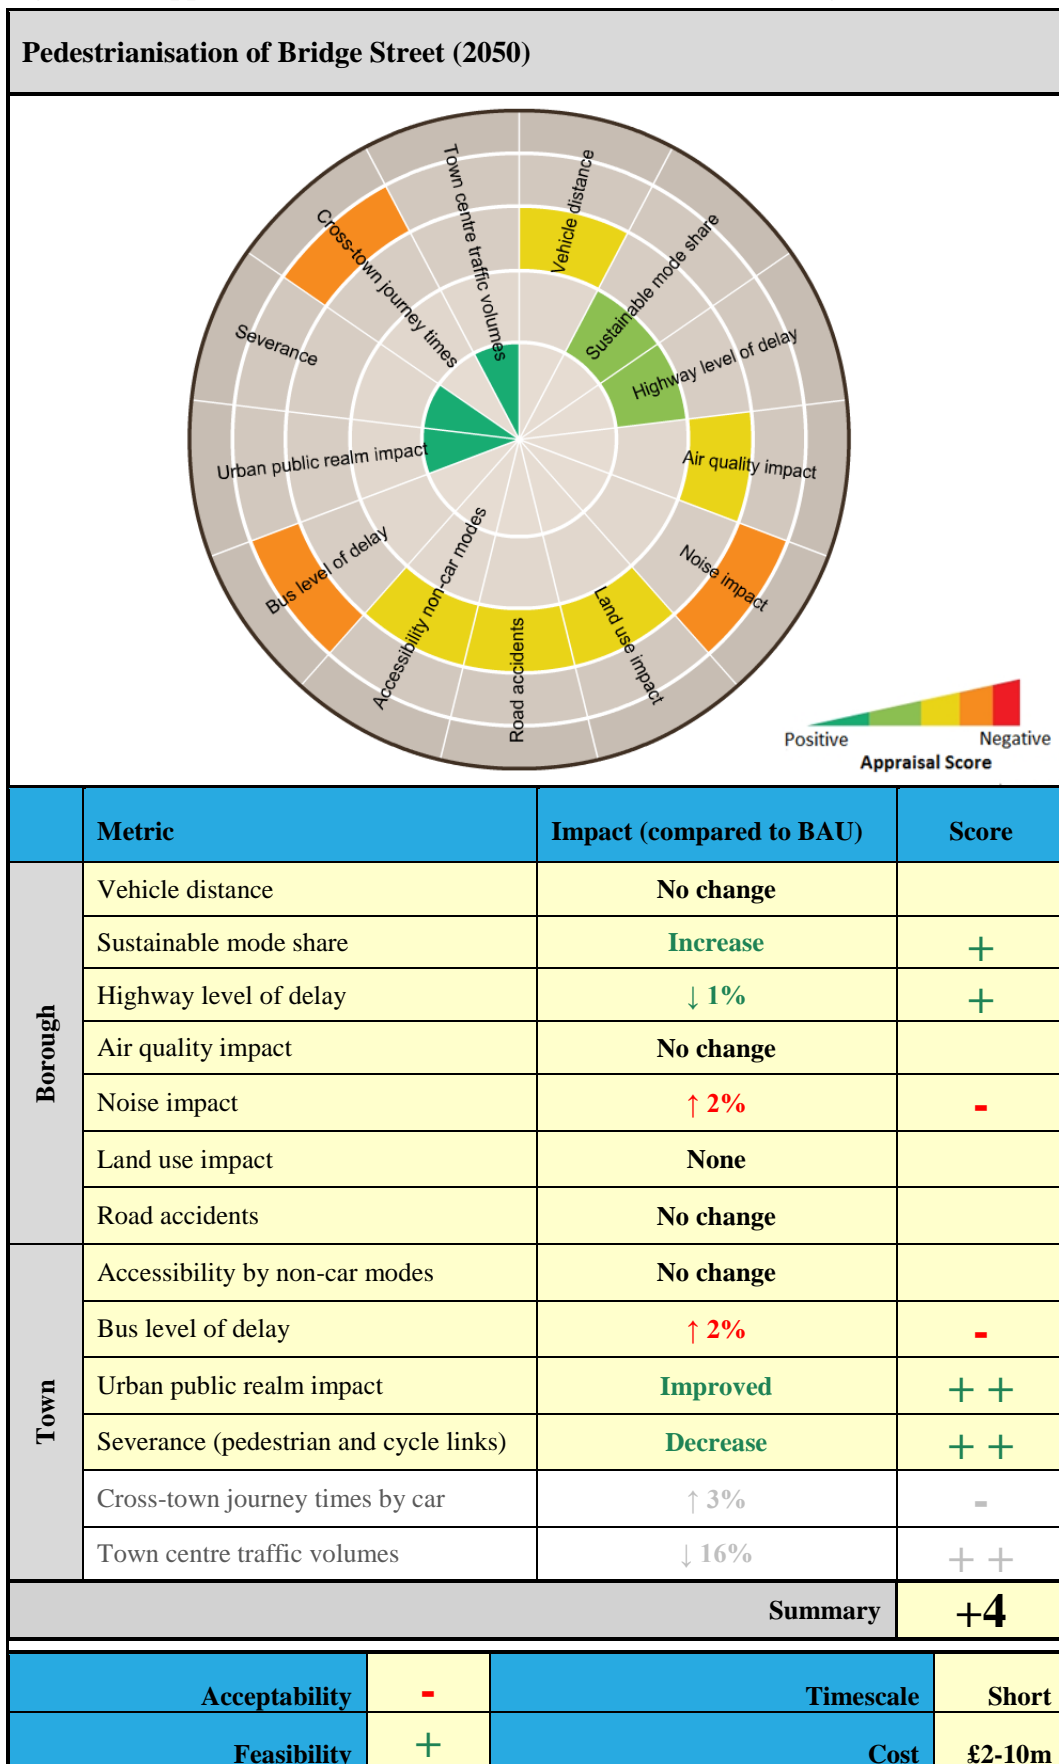 Pedestrianisation of Bridge Street (2050)
Town centre traffic volumes
Vehicle distance
Sustainable mode share
Highway level of delay
Air quality impact
Noise impact
Land use impact
Road accidents
Accessibility non-car modes
Bus level of delay
Urban public realm impact
Severance
Cross-town journey times
Positive Negative
Appraisal Score
Metric Impact (compared to BAU) Score
Borough
Vehicle distance No change
Sustainable mode share Increase +
Highway level of delay ↓ 1% +
Air quality impact No change
Noise impact ↑ 2% -
Land use impact None
Road accidents No change
Town
Accessibility by non-car modes No change
Bus level of delay ↑ 2% -
Urban public realm impact Improved + +
Severance (pedestrian and cycle links) Decrease + +
Cross-town journey times by car ↑ 3% -
Town centre traffic volumes ↓ 16% + +
Summary +4
Acceptability - Timescale Short
Feasibility + Cost £2-10m